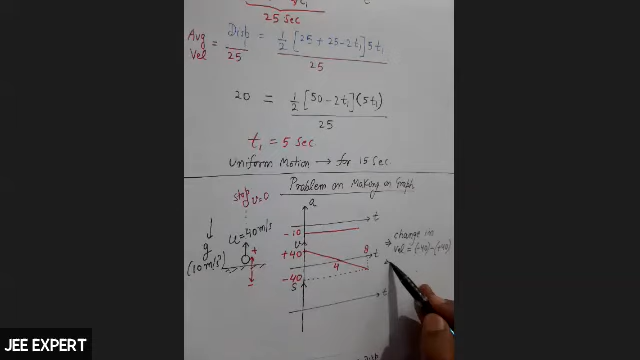 25 Sec
Avg Vel = Disp / 25 = 1/2 [25 + 25 - 2t₁] 5t₁ / 25
20 = 1/2 [50 - 2t₁] (5t₁) / 25
t₁ = 5 Sec
Uniform Motion → for 15 Sec.
Problem on Making on Graph
stop v=0
a
t
-10
u = 40 m/s
g
(10 m/s²)
+
-
v
+40
4
8
t
-40
⇒ change in
vel = (-40) - (+40)
s
t
JEE EXPERT